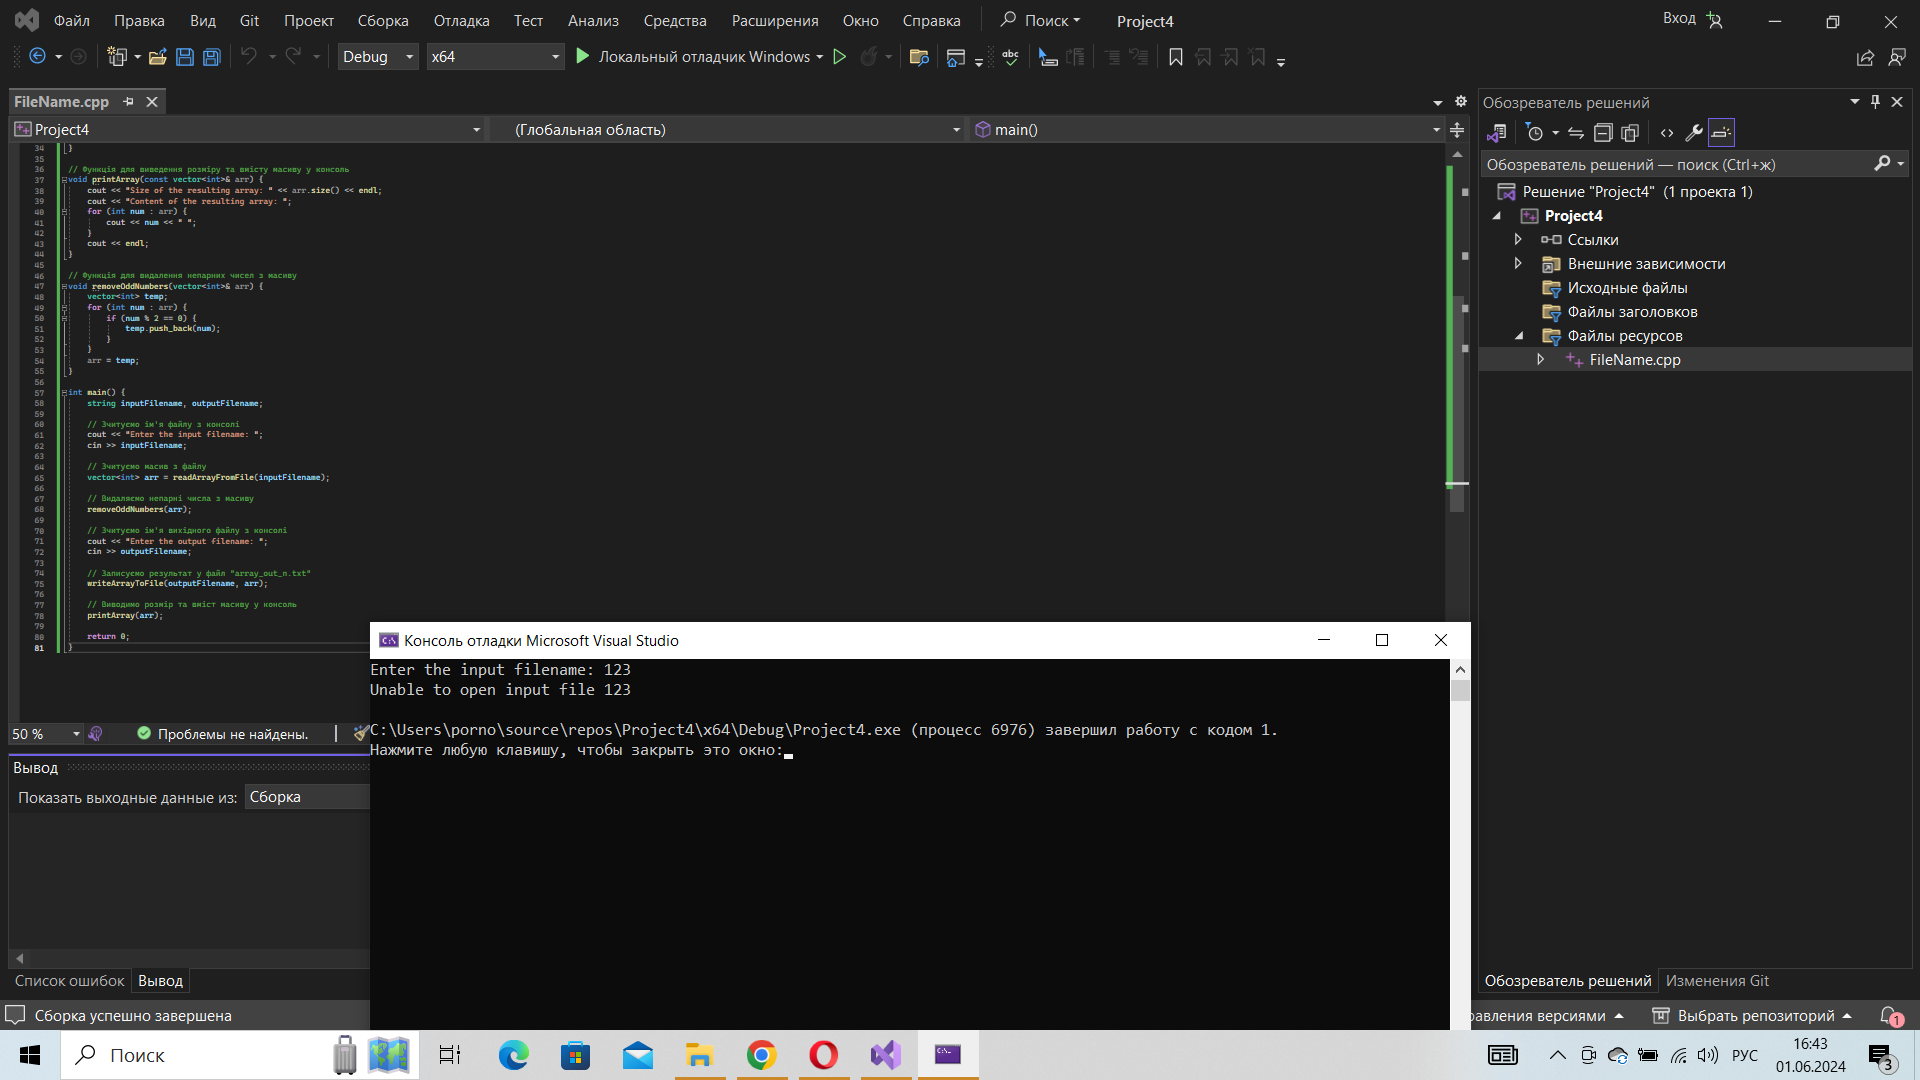 Файл Правка Вид Git Проект Сборка Отладка Тест Анализ Средства Расширения Окно Справка Поиск Project4 Вход
Debug x64 Локальный отладчик Windows
FileName.cpp
Project4 (Глобальная область) main()
34 }
35
36 // Функція для виведення розміру та вмісту масиву у консоль
37 void printArray(const vector<int>& arr) {
38 cout << "Size of the resulting array: " << arr.size() << endl;
39 cout << "Content of the resulting array: ";
40 for (int num : arr) {
41 cout << num << " ";
42 }
43 cout << endl;
44 }
45
46 // Функція для видалення непарних чисел з масиву
47 void removeOddNumbers(vector<int>& arr) {
48 vector<int> temp;
49 for (int num : arr) {
50 if (num % 2 == 0) {
51 temp.push_back(num);
52 }
53 }
54 arr = temp;
55 }
56
57 int main() {
58 string inputFilename, outputFilename;
59
60 // Зчитуємо ім'я файлу з консолі
61 cout << "Enter the input filename: ";
62 cin >> inputFilename;
63
64 // Зчитуємо масив з файлу
65 vector<int> arr = readArrayFromFile(inputFilename);
66
67 // Видаляємо непарні числа з масиву
68 removeOddNumbers(arr);
69
70 // Зчитуємо ім'я вихідного файлу з консолі
71 cout << "Enter the output filename: ";
72 cin >> outputFilename;
73
74 // Записуємо результат у файл "array_out_n.txt"
75 writeArrayToFile(outputFilename, arr);
76
77 // Виводимо розмір та вміст масиву у консоль
78 printArray(arr);
79
80 return 0;
81 }
50 % Проблемы не найдены.
Вывод
Показать выходные данные из: Сборка
Список ошибок Вывод
Сборка успешно завершена
Консоль отладки Microsoft Visual Studio
Enter the input filename: 123
Unable to open input file 123
C:\Users\porno\source\repos\Project4\x64\Debug\Project4.exe (процесс 6976) завершил работу с кодом 1.
Нажмите любую клавишу, чтобы закрыть это окно:
Обозреватель решений
Обозреватель решений — поиск (Ctrl+ж)
Решение "Project4" (1 проекта 1)
Project4
Ссылки
Внешние зависимости
Исходные файлы
Файлы заголовков
Файлы ресурсов
FileName.cpp
Обозреватель решений Изменения Git
равления версиями Выбрать репозиторий 1
Поиск
РУС
16:43
01.06.2024
3